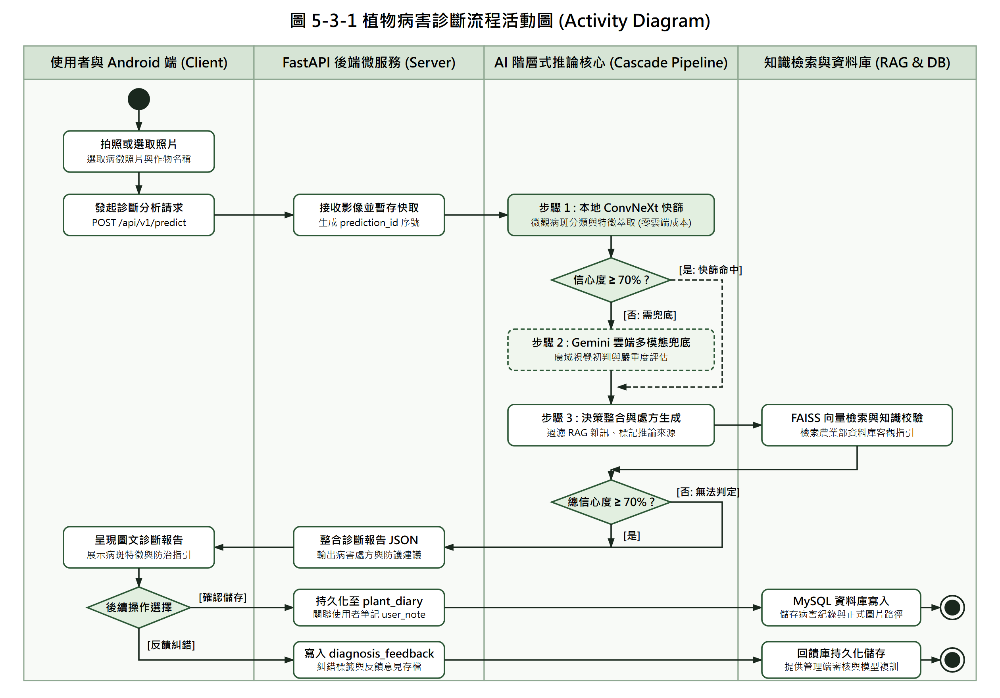 圖 5-3-1 植物病害診斷流程活動圖 (Activity Diagram)
使用者與 Android 端 (Client)
FastAPI 後端微服務 (Server)
AI 階層式推論核心 (Cascade Pipeline)
知識檢索與資料庫 (RAG & DB)
拍照或選取照片
選取病徵照片與作物名稱
發起診斷分析請求
POST /api/v1/predict
接收影像並暫存快取
生成 prediction_id 序號
步驟 1 : 本地 ConvNeXt 快篩
微觀病斑分類與特徵萃取 (零雲端成本)
信心度 ≥ 70% ?
[是: 快篩命中]
[否: 需兜底]
步驟 2 : Gemini 雲端多模態兜底
廣域視覺初判與嚴重度評估
步驟 3 : 決策整合與處方生成
過濾 RAG 雜訊、標記推論來源
FAISS 向量檢索與知識校驗
檢索農業部資料庫客觀指引
總信心度 ≥ 70% ?
[否: 無法判定]
[是]
呈現圖文診斷報告
展示病斑特徵與防治指引
整合診斷報告 JSON
輸出病害處方與防護建議
後續操作選擇
[確認儲存]
[反饋糾錯]
持久化至 plant_diary
關聯使用者筆記 user_note
MySQL 資料庫寫入
儲存病害紀錄與正式圖片路徑
寫入 diagnosis_feedback
糾錯標籤與反饋意見存檔
回饋庫持久化儲存
提供管理端審核與模型複訓